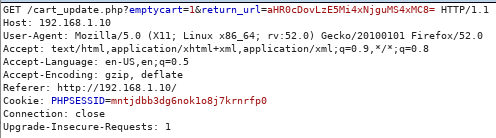 GET /cart_update.php?emptycart=1&return_url=aHR0cDovLzE5Mi4xNjguMS4xMC8= HTTP/1.1
Host: 192.168.1.10
User-Agent: Mozilla/5.0 (X11; Linux x86_64; rv:52.0) Gecko/20100101 Firefox/52.0
Accept: text/html,application/xhtml+xml,application/xml;q=0.9,*/*;q=0.8
Accept-Language: en-US,en;q=0.5
Accept-Encoding: gzip, deflate
Referer: http://192.168.1.10/
Cookie: PHPSESSID=mntjdbb3dg6nok1o8j7krnrfp0
Connection: close
Upgrade-Insecure-Requests: 1